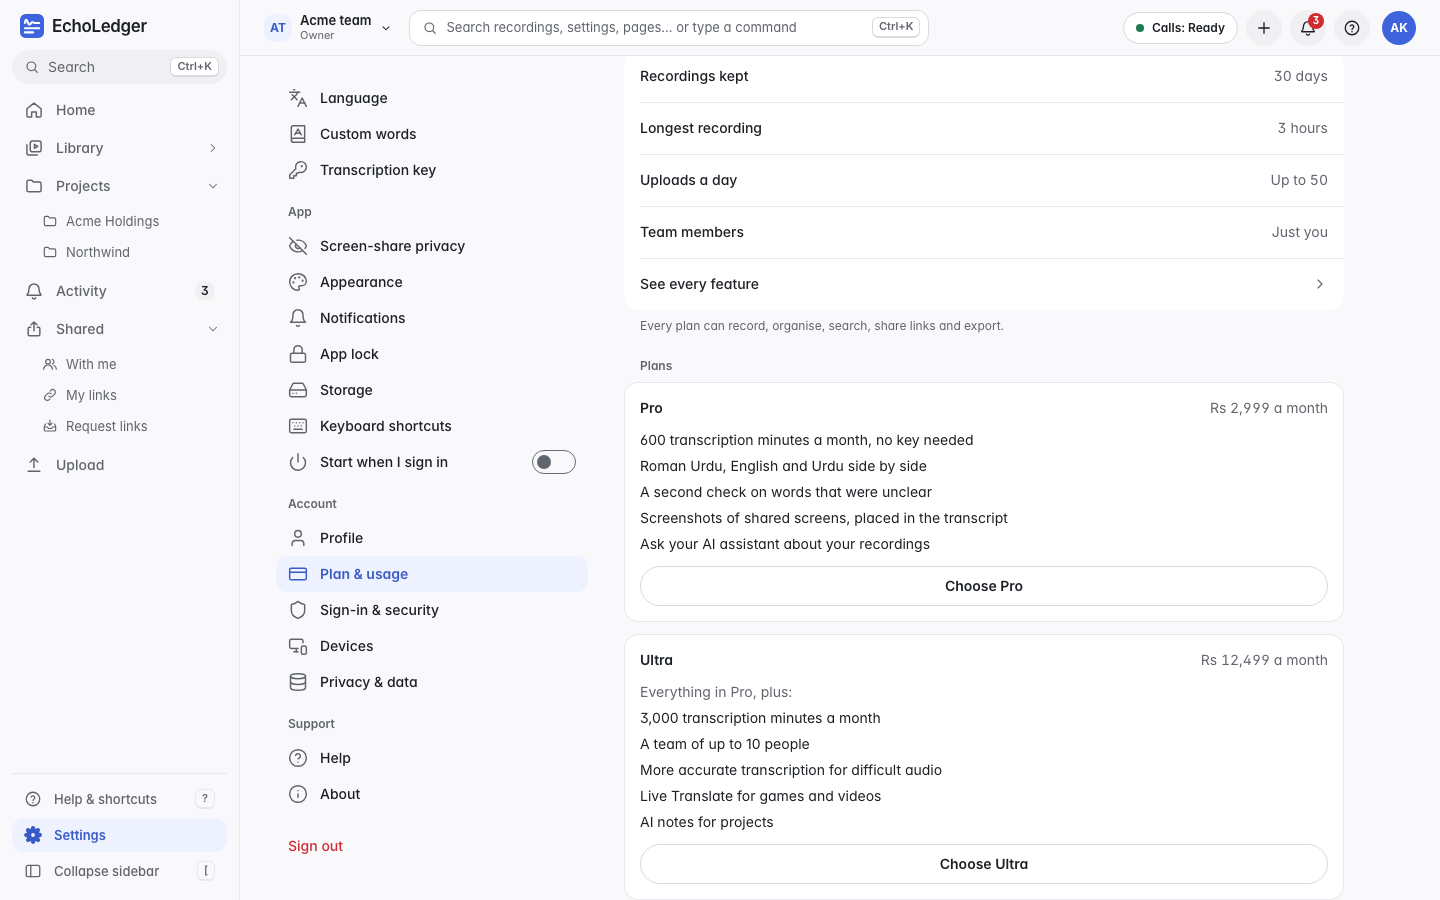 EchoLedger
Search Ctrl+K
Home
Library
Projects
Acme Holdings
Northwind
Activity 3
Shared
With me
My links
Request links
Upload
Help & shortcuts ?
Settings
Collapse sidebar [
AT Acme team
Owner
Search recordings, settings, pages... or type a command Ctrl+K
Calls: Ready
3
AK
Language
Custom words
Transcription key
App
Screen-share privacy
Appearance
Notifications
App lock
Storage
Keyboard shortcuts
Start when I sign in
Account
Profile
Plan & usage
Sign-in & security
Devices
Privacy & data
Support
Help
About
Sign out
Recordings kept 30 days
Longest recording 3 hours
Uploads a day Up to 50
Team members Just you
See every feature
Every plan can record, organise, search, share links and export.
Plans
Pro Rs 2,999 a month
600 transcription minutes a month, no key needed
Roman Urdu, English and Urdu side by side
A second check on words that were unclear
Screenshots of shared screens, placed in the transcript
Ask your AI assistant about your recordings
Choose Pro
Ultra Rs 12,499 a month
Everything in Pro, plus:
3,000 transcription minutes a month
A team of up to 10 people
More accurate transcription for difficult audio
Live Translate for games and videos
AI notes for projects
Choose Ultra